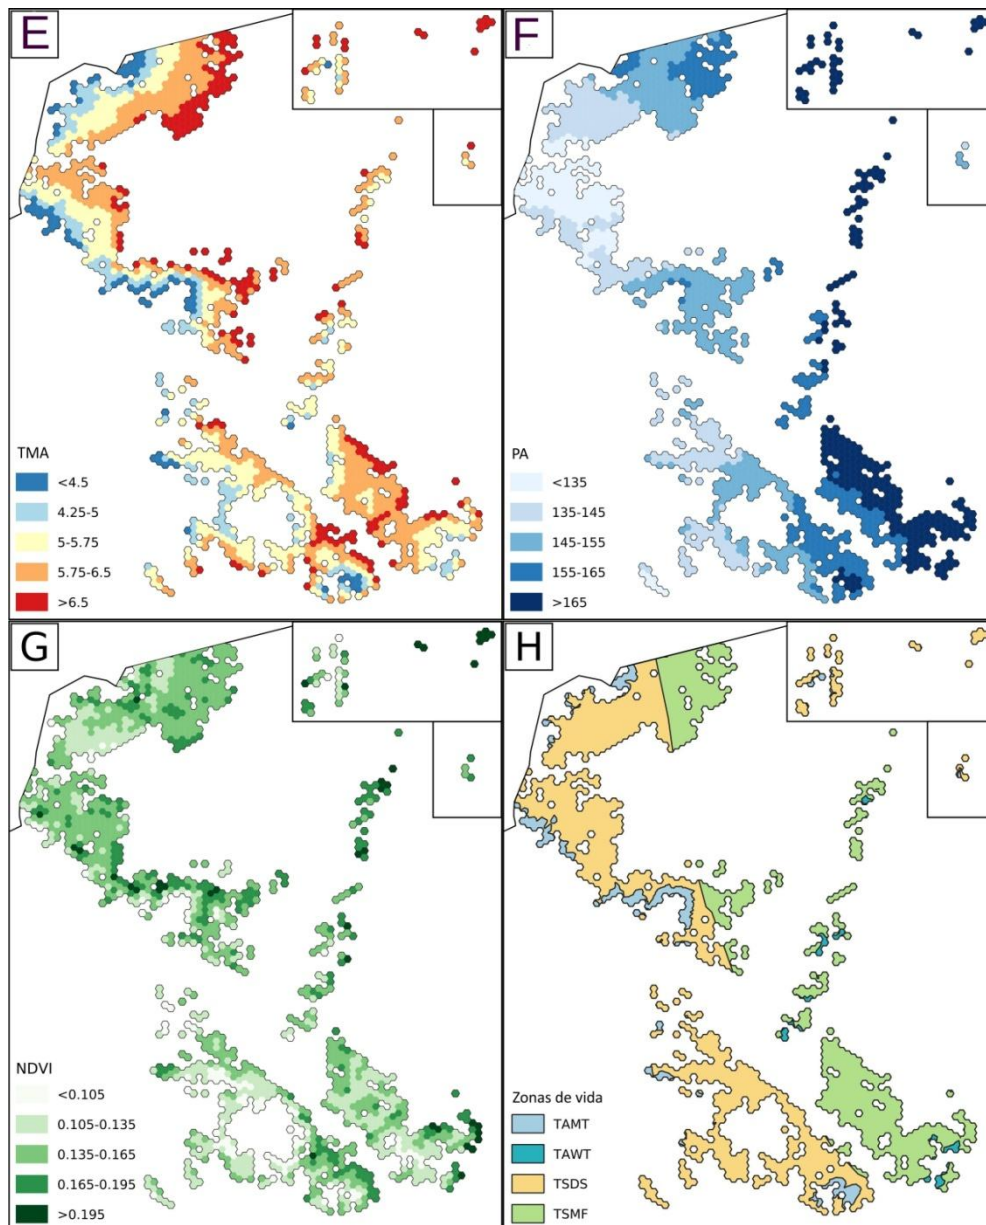 E
TMA
<4.5
4.25-5
5-5.75
5.75-6.5
>6.5
F
PA
<135
135-145
145-155
155-165
>165
G
NDVI
<0.105
0.105-0.135
0.135-0.165
0.165-0.195
>0.195
H
Zonas de vida
TAMT
TAWT
TSDS
TSMF